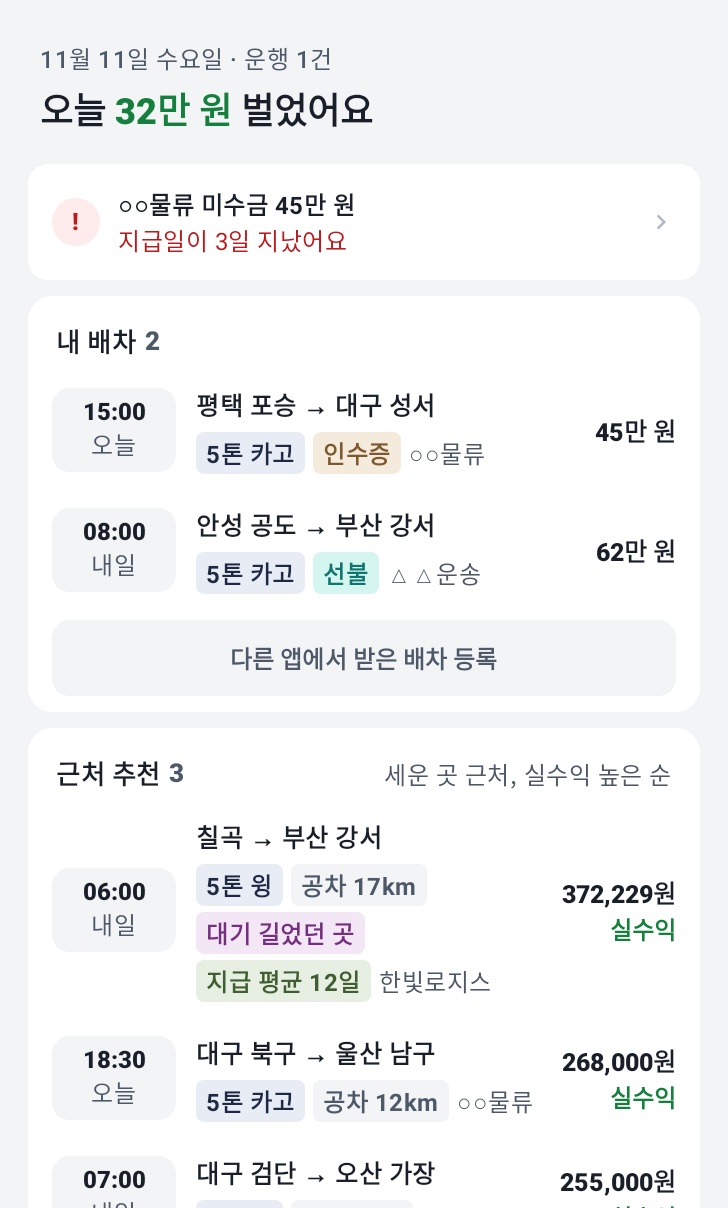 11월 11일 수요일 · 운행 1건
오늘 32만 원 벌었어요
!
○○물류 미수금 45만 원
지급일이 3일 지났어요
내 배차 2
15:00
오늘
평택 포승 → 대구 성서
5톤 카고 인수증 ○○물류
45만 원
08:00
내일
안성 공도 → 부산 강서
5톤 카고 선불 △△운송
62만 원
다른 앱에서 받은 배차 등록
근처 추천 3
세운 곳 근처, 실수익 높은 순
06:00
내일
칠곡 → 부산 강서
5톤 윙 공차 17km
대기 길었던 곳
지급 평균 12일 한빛로지스
372,229원
실수익
18:30
오늘
대구 북구 → 울산 남구
5톤 카고 공차 12km ○○물류
268,000원
실수익
07:00
대구 검단 → 오산 가장
255,000원